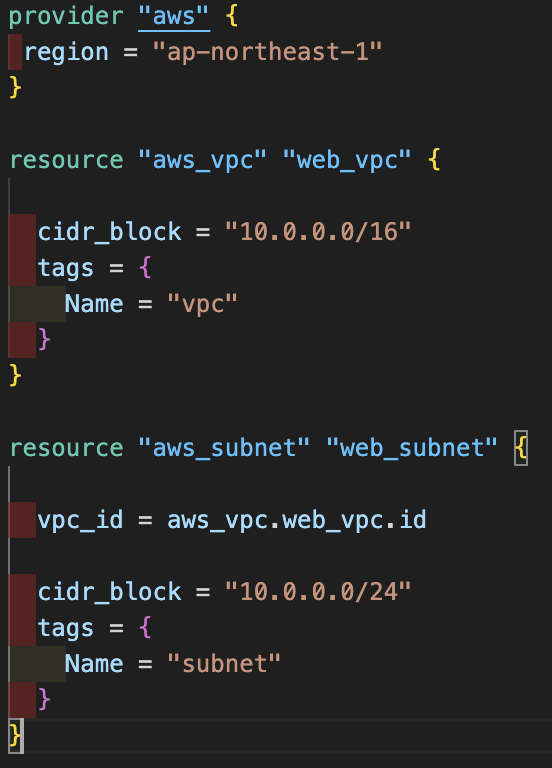 provider "aws" {
 region = "ap-northeast-1"
}
resource "aws_vpc" "web_vpc" {
  cidr_block = "10.0.0.0/16"
  tags = {
    Name = "vpc"
  }
}
resource "aws_subnet" "web_subnet" {
  vpc_id = aws_vpc.web_vpc.id
  cidr_block = "10.0.0.0/24"
  tags = {
    Name = "subnet"
  }
}